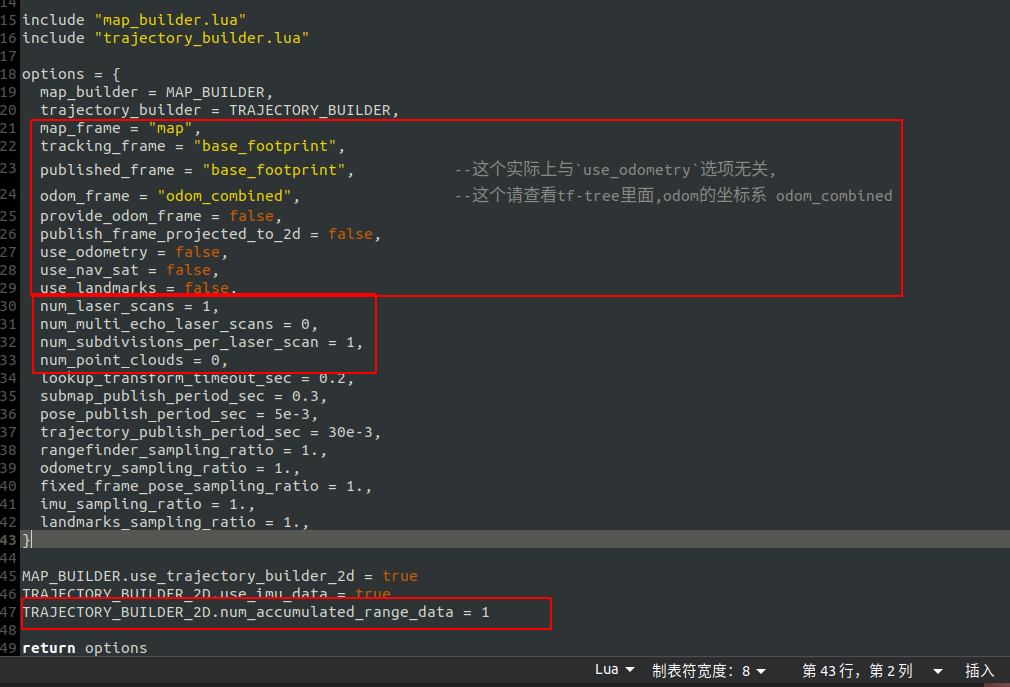 14
15 include "map_builder.lua"
16 include "trajectory_builder.lua"
17
18 options = {
19   map_builder = MAP_BUILDER,
20   trajectory_builder = TRAJECTORY_BUILDER,
21   map_frame = "map",
22   tracking_frame = "base_footprint",
23   published_frame = "base_footprint",           --这个实际上与`use_odometry`选项无关,
24   odom_frame = "odom_combined",                 --这个请查看tf-tree里面,odom的坐标系 odom_combined
25   provide_odom_frame = false,
26   publish_frame_projected_to_2d = false,
27   use_odometry = false,
28   use_nav_sat = false,
29   use_landmarks = false,
30   num_laser_scans = 1,
31   num_multi_echo_laser_scans = 0,
32   num_subdivisions_per_laser_scan = 1,
33   num_point_clouds = 0,
34   lookup_transform_timeout_sec = 0.2,
35   submap_publish_period_sec = 0.3,
36   pose_publish_period_sec = 5e-3,
37   trajectory_publish_period_sec = 30e-3,
38   rangefinder_sampling_ratio = 1.,
39   odometry_sampling_ratio = 1.,
40   fixed_frame_pose_sampling_ratio = 1.,
41   imu_sampling_ratio = 1.,
42   landmarks_sampling_ratio = 1.,
43 }
44
45 MAP_BUILDER.use_trajectory_builder_2d = true
46 TRAJECTORY_BUILDER_2D.use_imu_data = true
47 TRAJECTORY_BUILDER_2D.num_accumulated_range_data = 1
48
49 return options
Lua 制表符宽度: 8 第 43 行, 第 2 列 插入